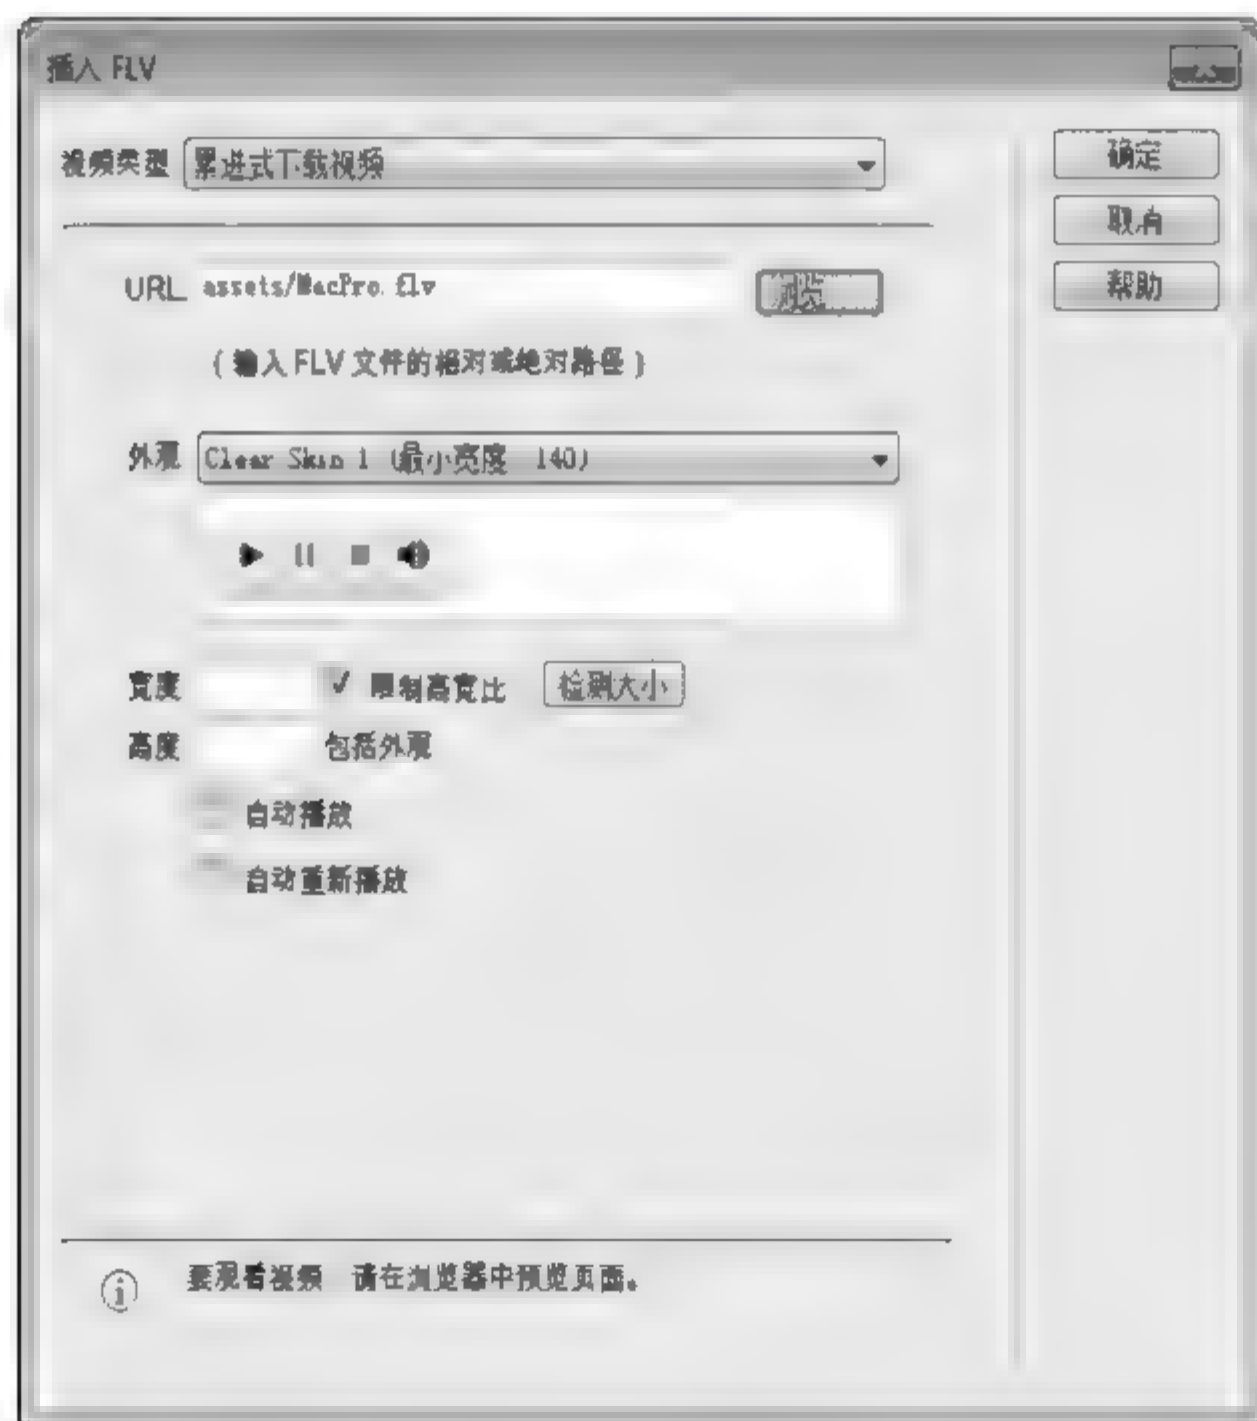 插入 FLV
视频类型 累进式下载视频
确定
取消
帮助
URL assets/MacPro.flv 浏览
(输入 FLV 文件的相对或绝对路径)
外观 Clear Skin 1 (最小宽度 140)
宽度 限制高宽比 检测大小
高度 包括外观
自动播放
自动重新播放
要观看视频 请在浏览器中预览页面。